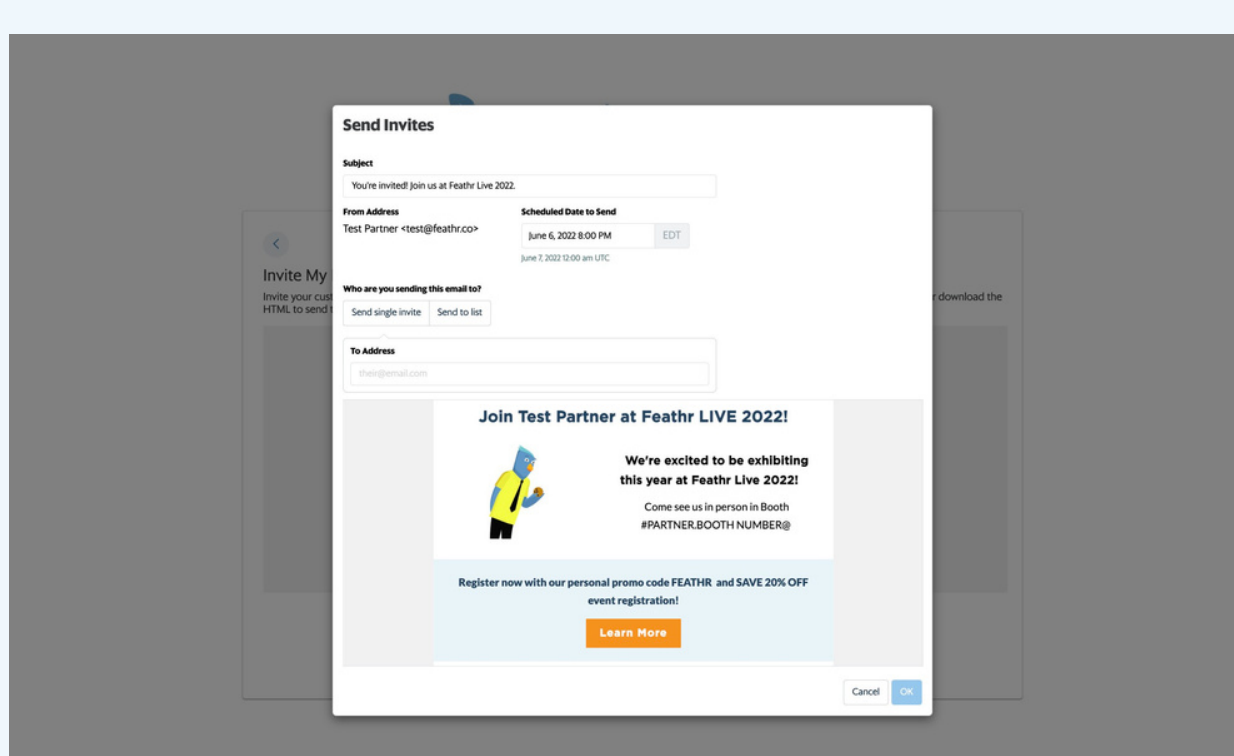 Send Invites
Subject
You're invited! Join us at Feathr Live 2022.
From Address
Scheduled Date to Send
Test Partner <test@feathr.co>
June 6, 2022 8:00 PM
EDT
June 7, 2022 12:00 am UTC
Invite My
Invite your cust
HTML to send t
r download the
Who are you sending this email to?
Send single invite
Send to list
To Address
their@email.com
Join Test Partner at Feathr LIVE 2022!
We're excited to be exhibiting
this year at Feathr Live 2022!
Come see us in person in Booth
#PARTNER.BOOTH NUMBER@
Register now with our personal promo code FEATHR and SAVE 20% OFF
event registration!
Learn More
Cancel
OK